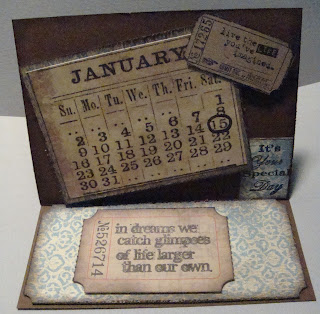 JANUARY
Su. Mo. Tu. We. Th. Fri. Sat.
1
2 3 4 5 6 7 8
9 10 11 12 13 14 15
16 17 18 19 20 21 22
23 24 25 26 27 28 29
30 31
17265
live the LIFE
you've
imagined.
It's
Your
Special
Day
№526714
in dreams we
catch glimpses
of life larger
than our own.